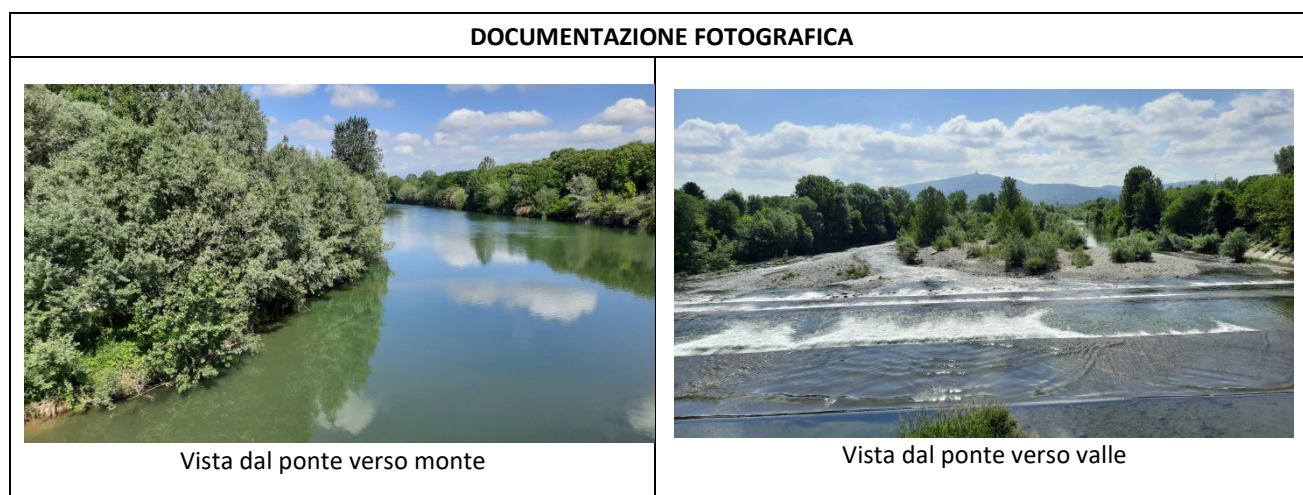 DOCUMENTAZIONE FOTOGRAFICA
Vista dal ponte verso monte
Vista dal ponte verso valle